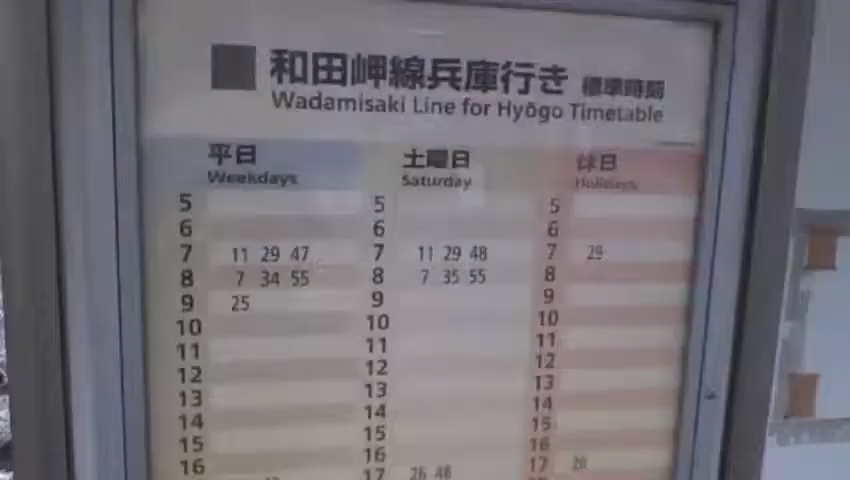 和田岬線兵庫行き 標準時刻
Wadamisaki Line for Hyōgo Timetable
平日 土曜日 休日
Weekdays Saturday Holidays
5 5 5
6 6 6
7 11 29 47 7 11 29 48 7 29
8 7 34 55 8 7 35 55 8
9 25 9 9
10 10 10
11 11 11
12 12 12
13 13 13
14 14 14
15 15 15
16 16 16
17 26 48 17